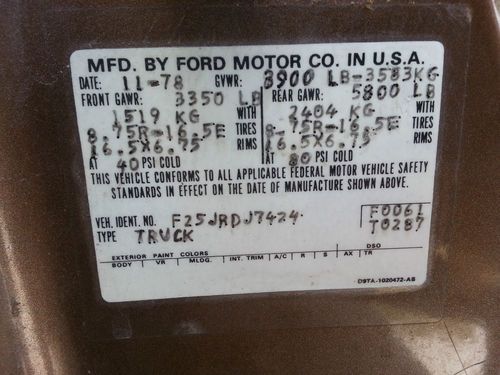 MFD. BY FORD MOTOR CO. IN U.S.A.
DATE: 11-78 GVWR: 3900 LB-3583KG
FRONT GAWR: 3350 LB REAR GAWR: 5800 LB
1519 KG WITH 2404 KG WITH
8.75R-16.5E TIRES 8.75R-16.5E TIRES
16.5X6.75 RIMS 16.5X6.75 RIMS
AT 40 PSI COLD AT 80 PSI COLD
THIS VEHICLE CONFORMS TO ALL APPLICABLE FEDERAL MOTOR VEHICLE SAFETY
STANDARDS IN EFFECT ON THE DATE OF MANUFACTURE SHOWN ABOVE.
VEH. IDENT. NO. F25JRDJ7424 F0061
TYPE TRUCK T0287
EXTERIOR PAINT COLORS DSO
BODY VR MLDG. INT. TRIM A/C R S AX TR
D9TA-1020472-AB